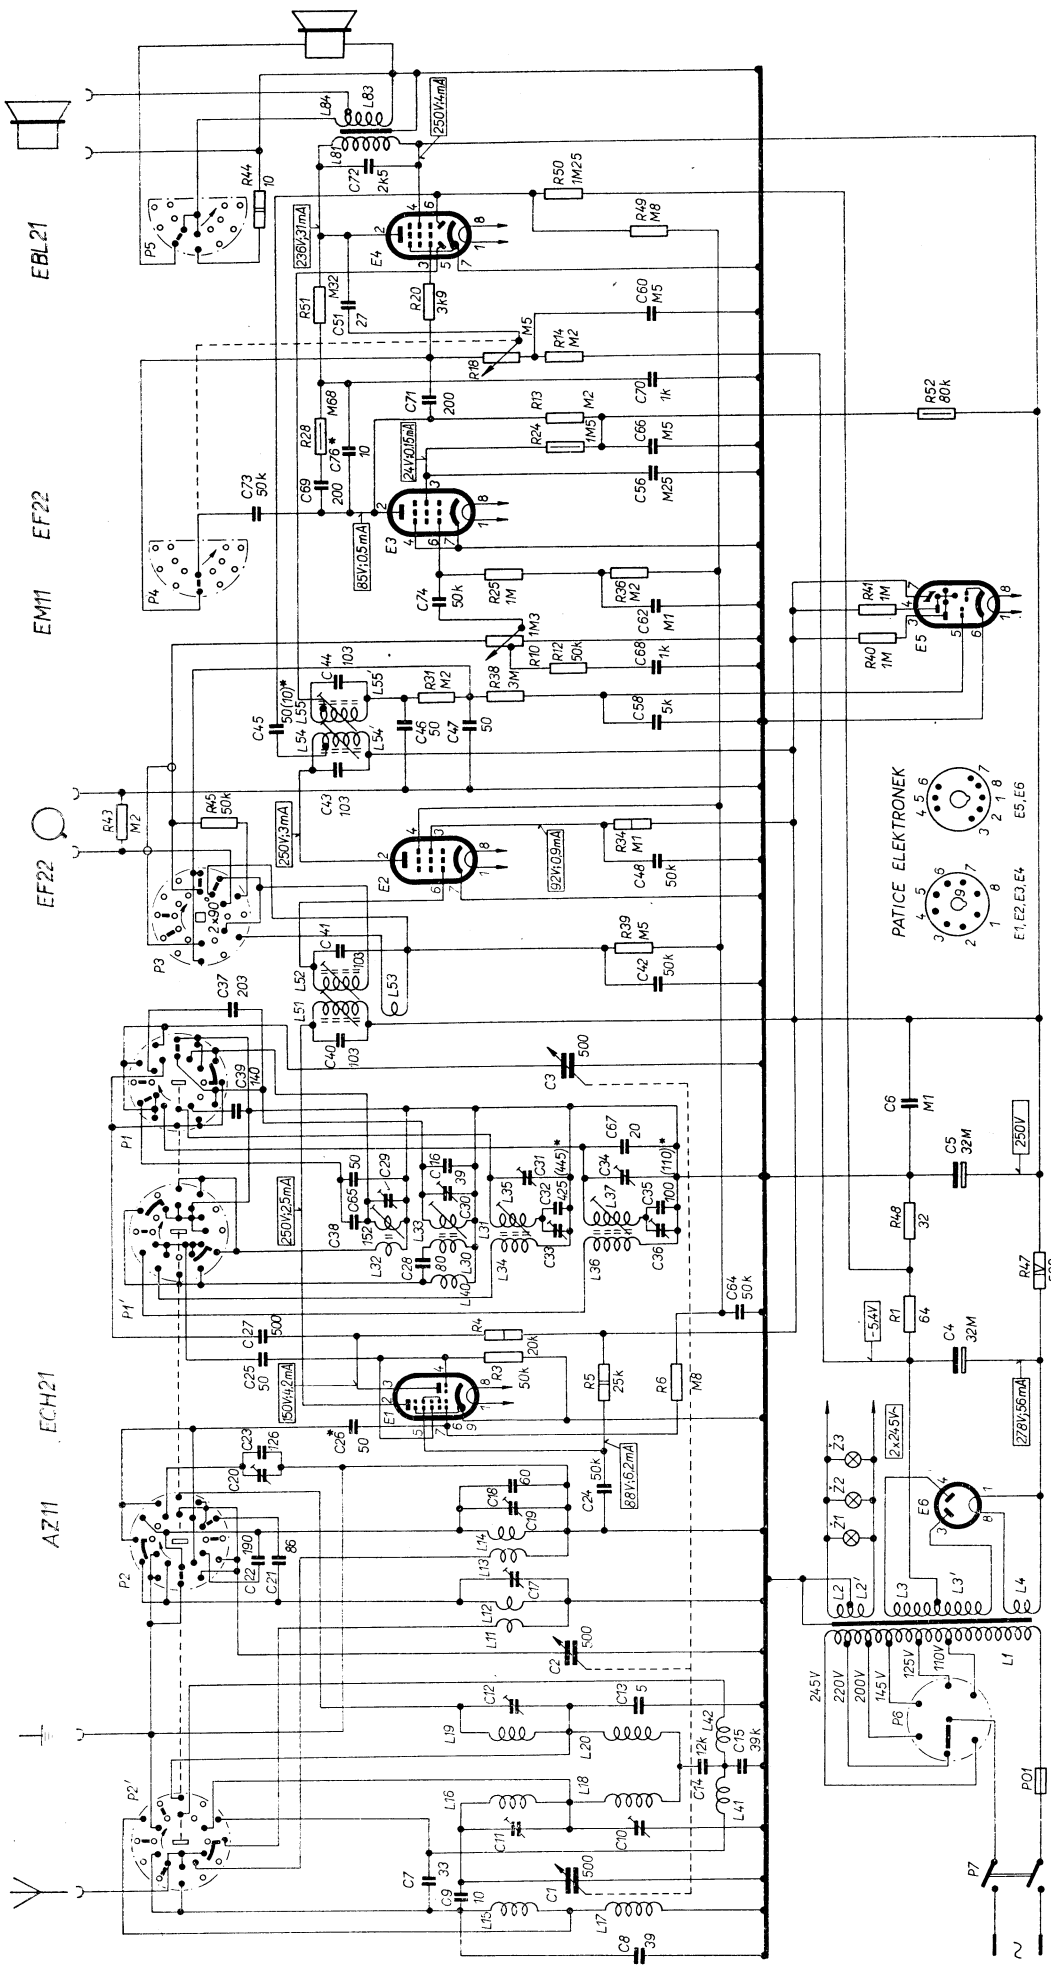 EBL21
EF22
EM11
EF22
ECH21
AZ11
P5
R44
10
L84
L83
L81
C72
2k5
250V;4mA
236V;31mA
R51
M32
C51
27
E4
R20
3k9
R50
1M25
R49
M8
C60
M5
R18
M5
R14
M2
C70
1k
C71
200
R28
M68
C76*
10
C69
200
C73
50k
R13
M2
R24
1M5
C66
M5
C56
M25
24V;0,15mA
85V;0,5mA
E3
P4
C74
50k
R25
1M
R36
M2
C62
M1
R10
1M3
R12
50k
C68
1k
R38
3M
R31
M2
C58
5k
C44
103
L55
L55'
C45
50(10)*
L54
L54'
C46
50
C47
50
C43
103
R43
M2
R45
50k
250V;3mA
E2
92V;0,9mA
R34
M1
C48
50k
P3
2x90°
C37
203
C41
103
L52
L51
L53
C40
103
R39
M5
C42
50k
R52
80k
R41
1M
R40
1M
E5
PATICE ELEKTRONEK
E1, E2, E3, E4
E5, E6
P1
C39
140
P1'
C3
500
C38
152
C65
50
C29
L32
L33
C16
39
C30
C28
80
L30
L40
L31
L35
C31
C32
425 (445)*
C33
L34
C67
20
C34
L37
C35
100 (110)*
C36
L36
250V;2,5mA
C27
500
C25
50
150V;4,2mA
E1
R4
20k
R3
50k
R5
25k
R6
M8
C64
50k
C26*
50
C24
50k
88V;6,2mA
C23
126
C20
P2
C22
190
C21
86
C18
60
C19
L14
L13
C17
L12
L11
C2
500
C12
L19
C13
5
L20
L42
C14
12k
C15
39k
L41
L16
C11
L18
C10
P2'
C7
33
C9
10
C1
500
L15
L17
C8
39
C6
M1
C5
32M
250V
R48
32
R47
1V
R1
64
-5,4V
C4
32M
278V;56mA
2x245V~
Ž3
Ž2
Ž1
E6
L2
L2'
L3
L3'
L4
L1
245V
220V
200V
145V
125V
110V
P6
PO1
P7